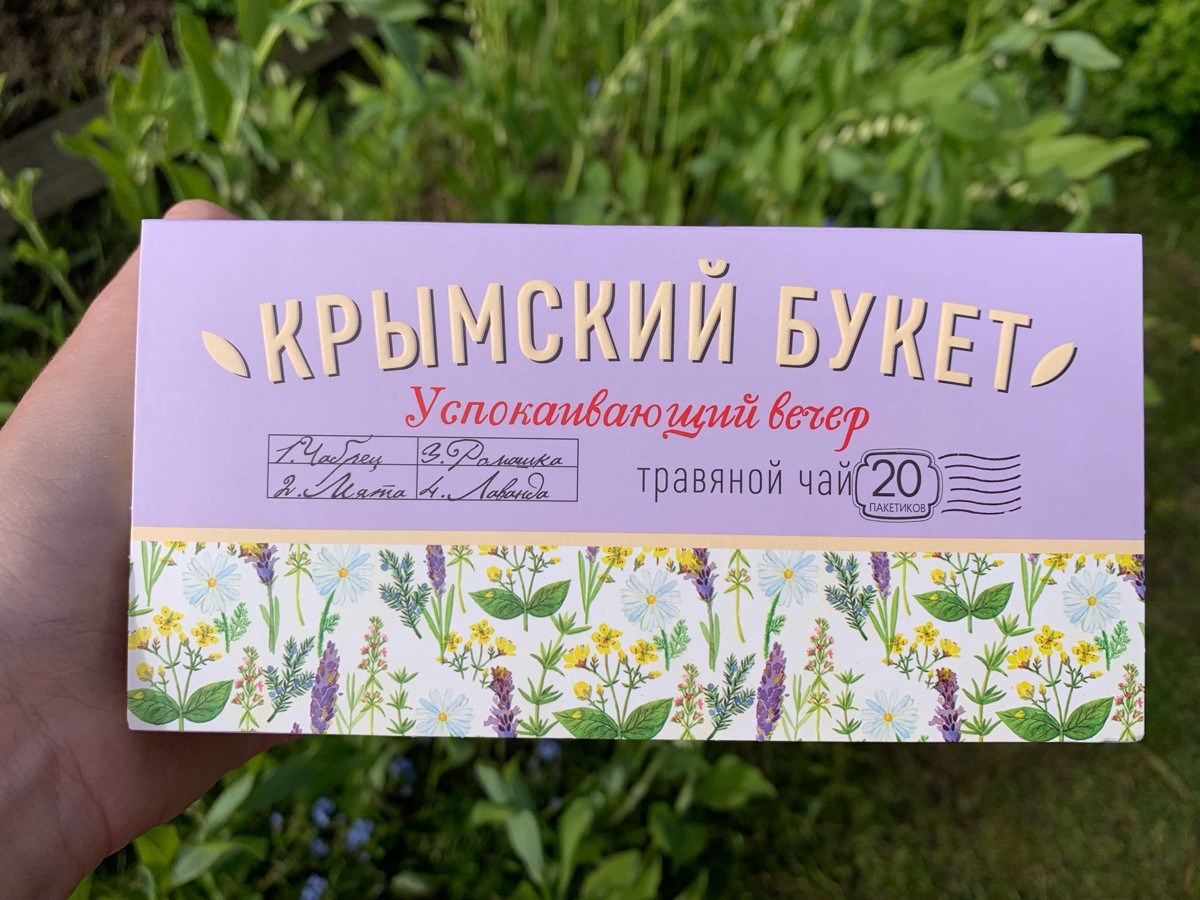 КРЫМСКИЙ БУКЕТ
Успокаивающий вечер
1. Чабрец 3. Ромашка
2. Мята 4. Лаванда
травяной чай 20
ПАКЕТИКОВ